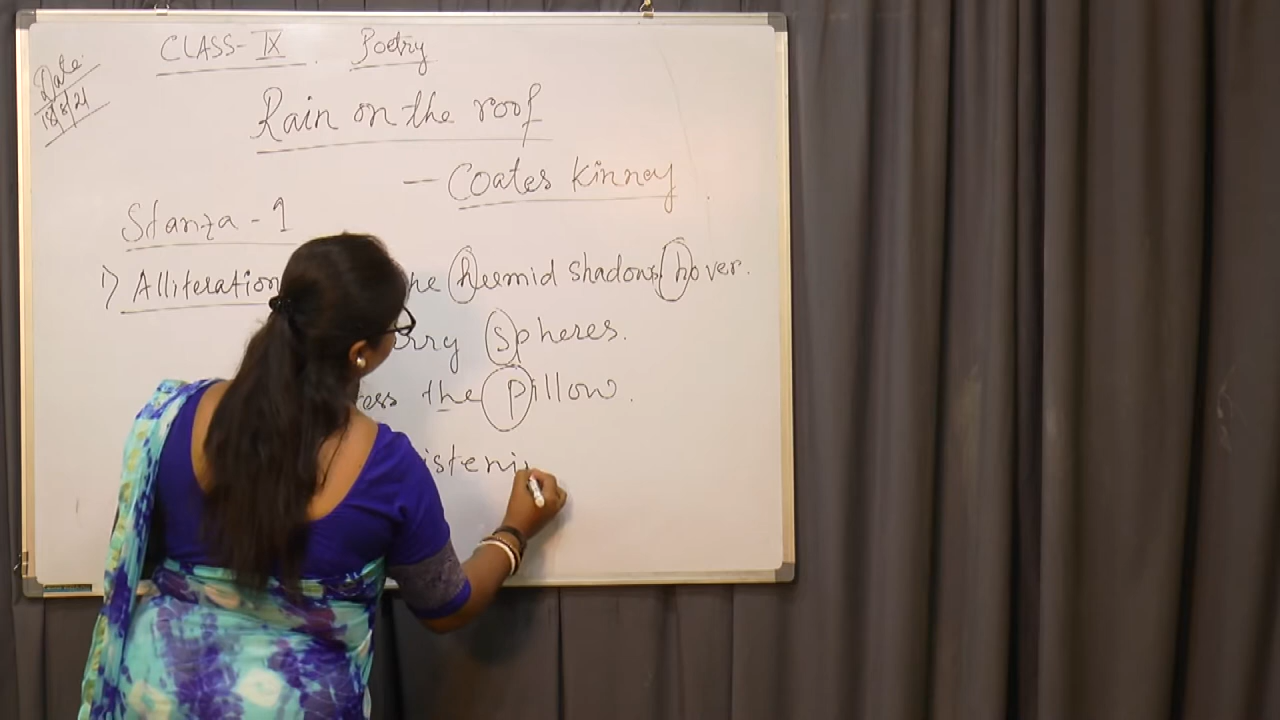 Date:
18/8/21
CLASS-IX. Poetry
Rain on the roof
- Coates Kinney.
Stanza - 1
1) Alliteration he humid shadows hover.
rry spheres.
ess the pillow.
isteni